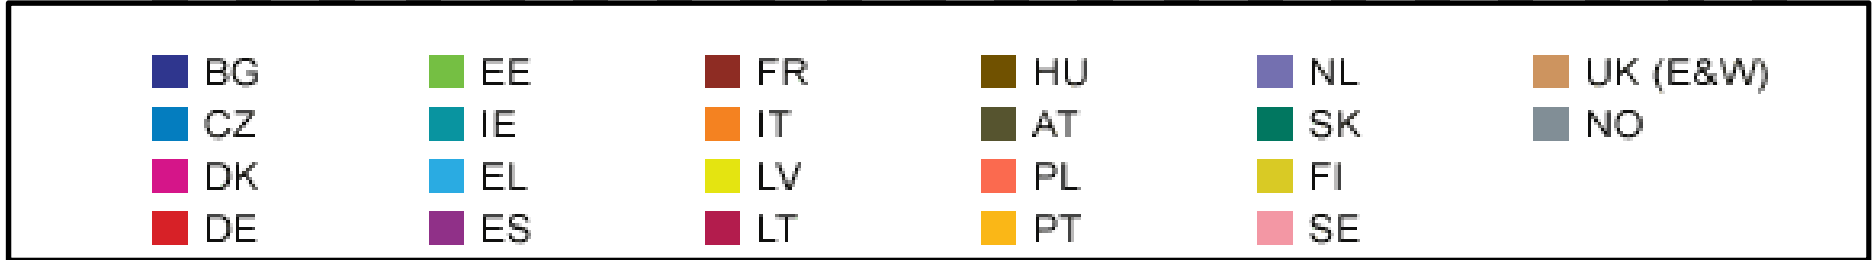 BG EE FR HU NL UK (E&W)
CZ IE IT AT SK NO
DK EL LV PL FI
DE ES LT PT SE